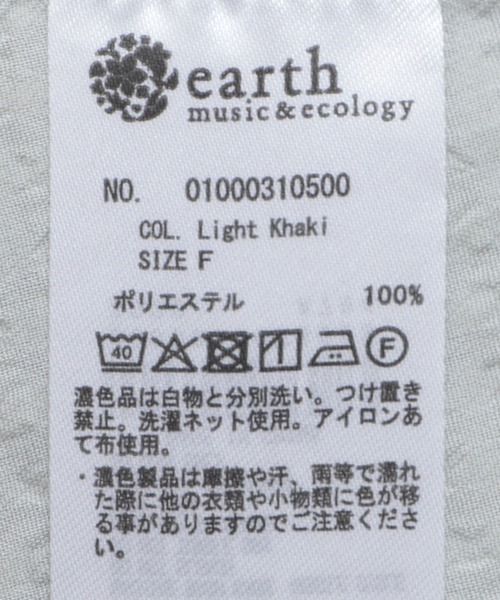 earth
music&ecology
NO. 01000310500
COL. Light Khaki
SIZE F
ポリエステル 100%
40 F
濃色品は白物と分別洗い。つけ置き
禁止。洗濯ネット使用。アイロンあ
て布使用。
・濃色製品は摩擦や汗、雨等で濡れ
た際に他の衣類や小物類に色が移
る事がありますのでご注意くださ
い。